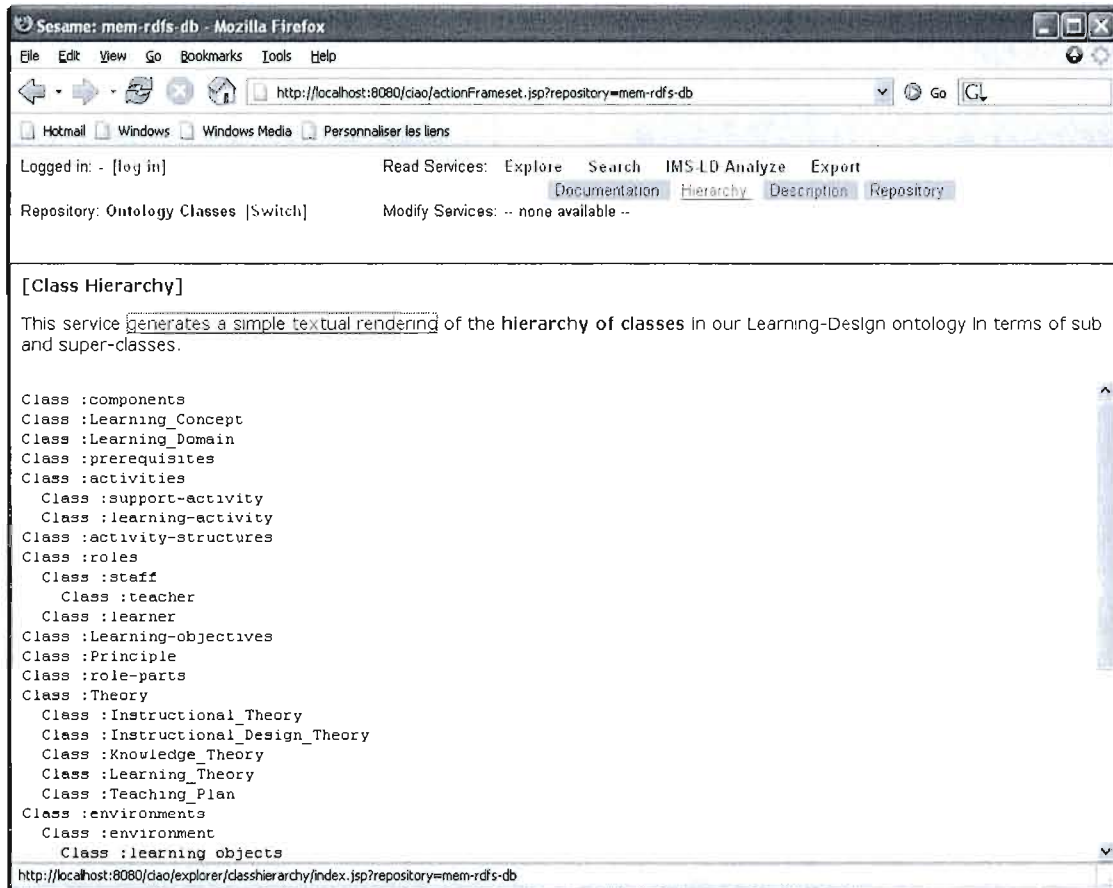 Sesame: mem-rdfs-db - Mozilla Firefox
File Edit View Go Bookmarks Tools Help
http://localhost:8080/ciao/actionFrameset.jsp?repository=mem-rdfs-db Go
Hotmail Windows Windows Media Personnaliser les liens
Logged in: - [log in] Read Services: Explore Search IMS-LD Analyze Export
Documentation Hierarchy Description Repository
Repository: Ontology Classes [Switch] Modify Services: -- none available --
[Class Hierarchy]
This service generates a simple textual rendering of the hierarchy of classes in our Learning-Design ontology in terms of sub
and super-classes.
Class :components
Class :Learning_Concept
Class :Learning_Domain
Class :prerequisites
Class :activities
Class :support-activity
Class :learning-activity
Class :activity-structures
Class :roles
Class :staff
Class :teacher
Class :learner
Class :Learning-objectives
Class :Principle
Class :role-parts
Class :Theory
Class :Instructional_Theory
Class :Instructional_Design_Theory
Class :Knowledge_Theory
Class :Learning_Theory
Class :Teaching_Plan
Class :environments
Class :environment
Class :learning objects
http://localhost:8080/ciao/explorer/classhierarchy/index.jsp?repository=mem-rdfs-db